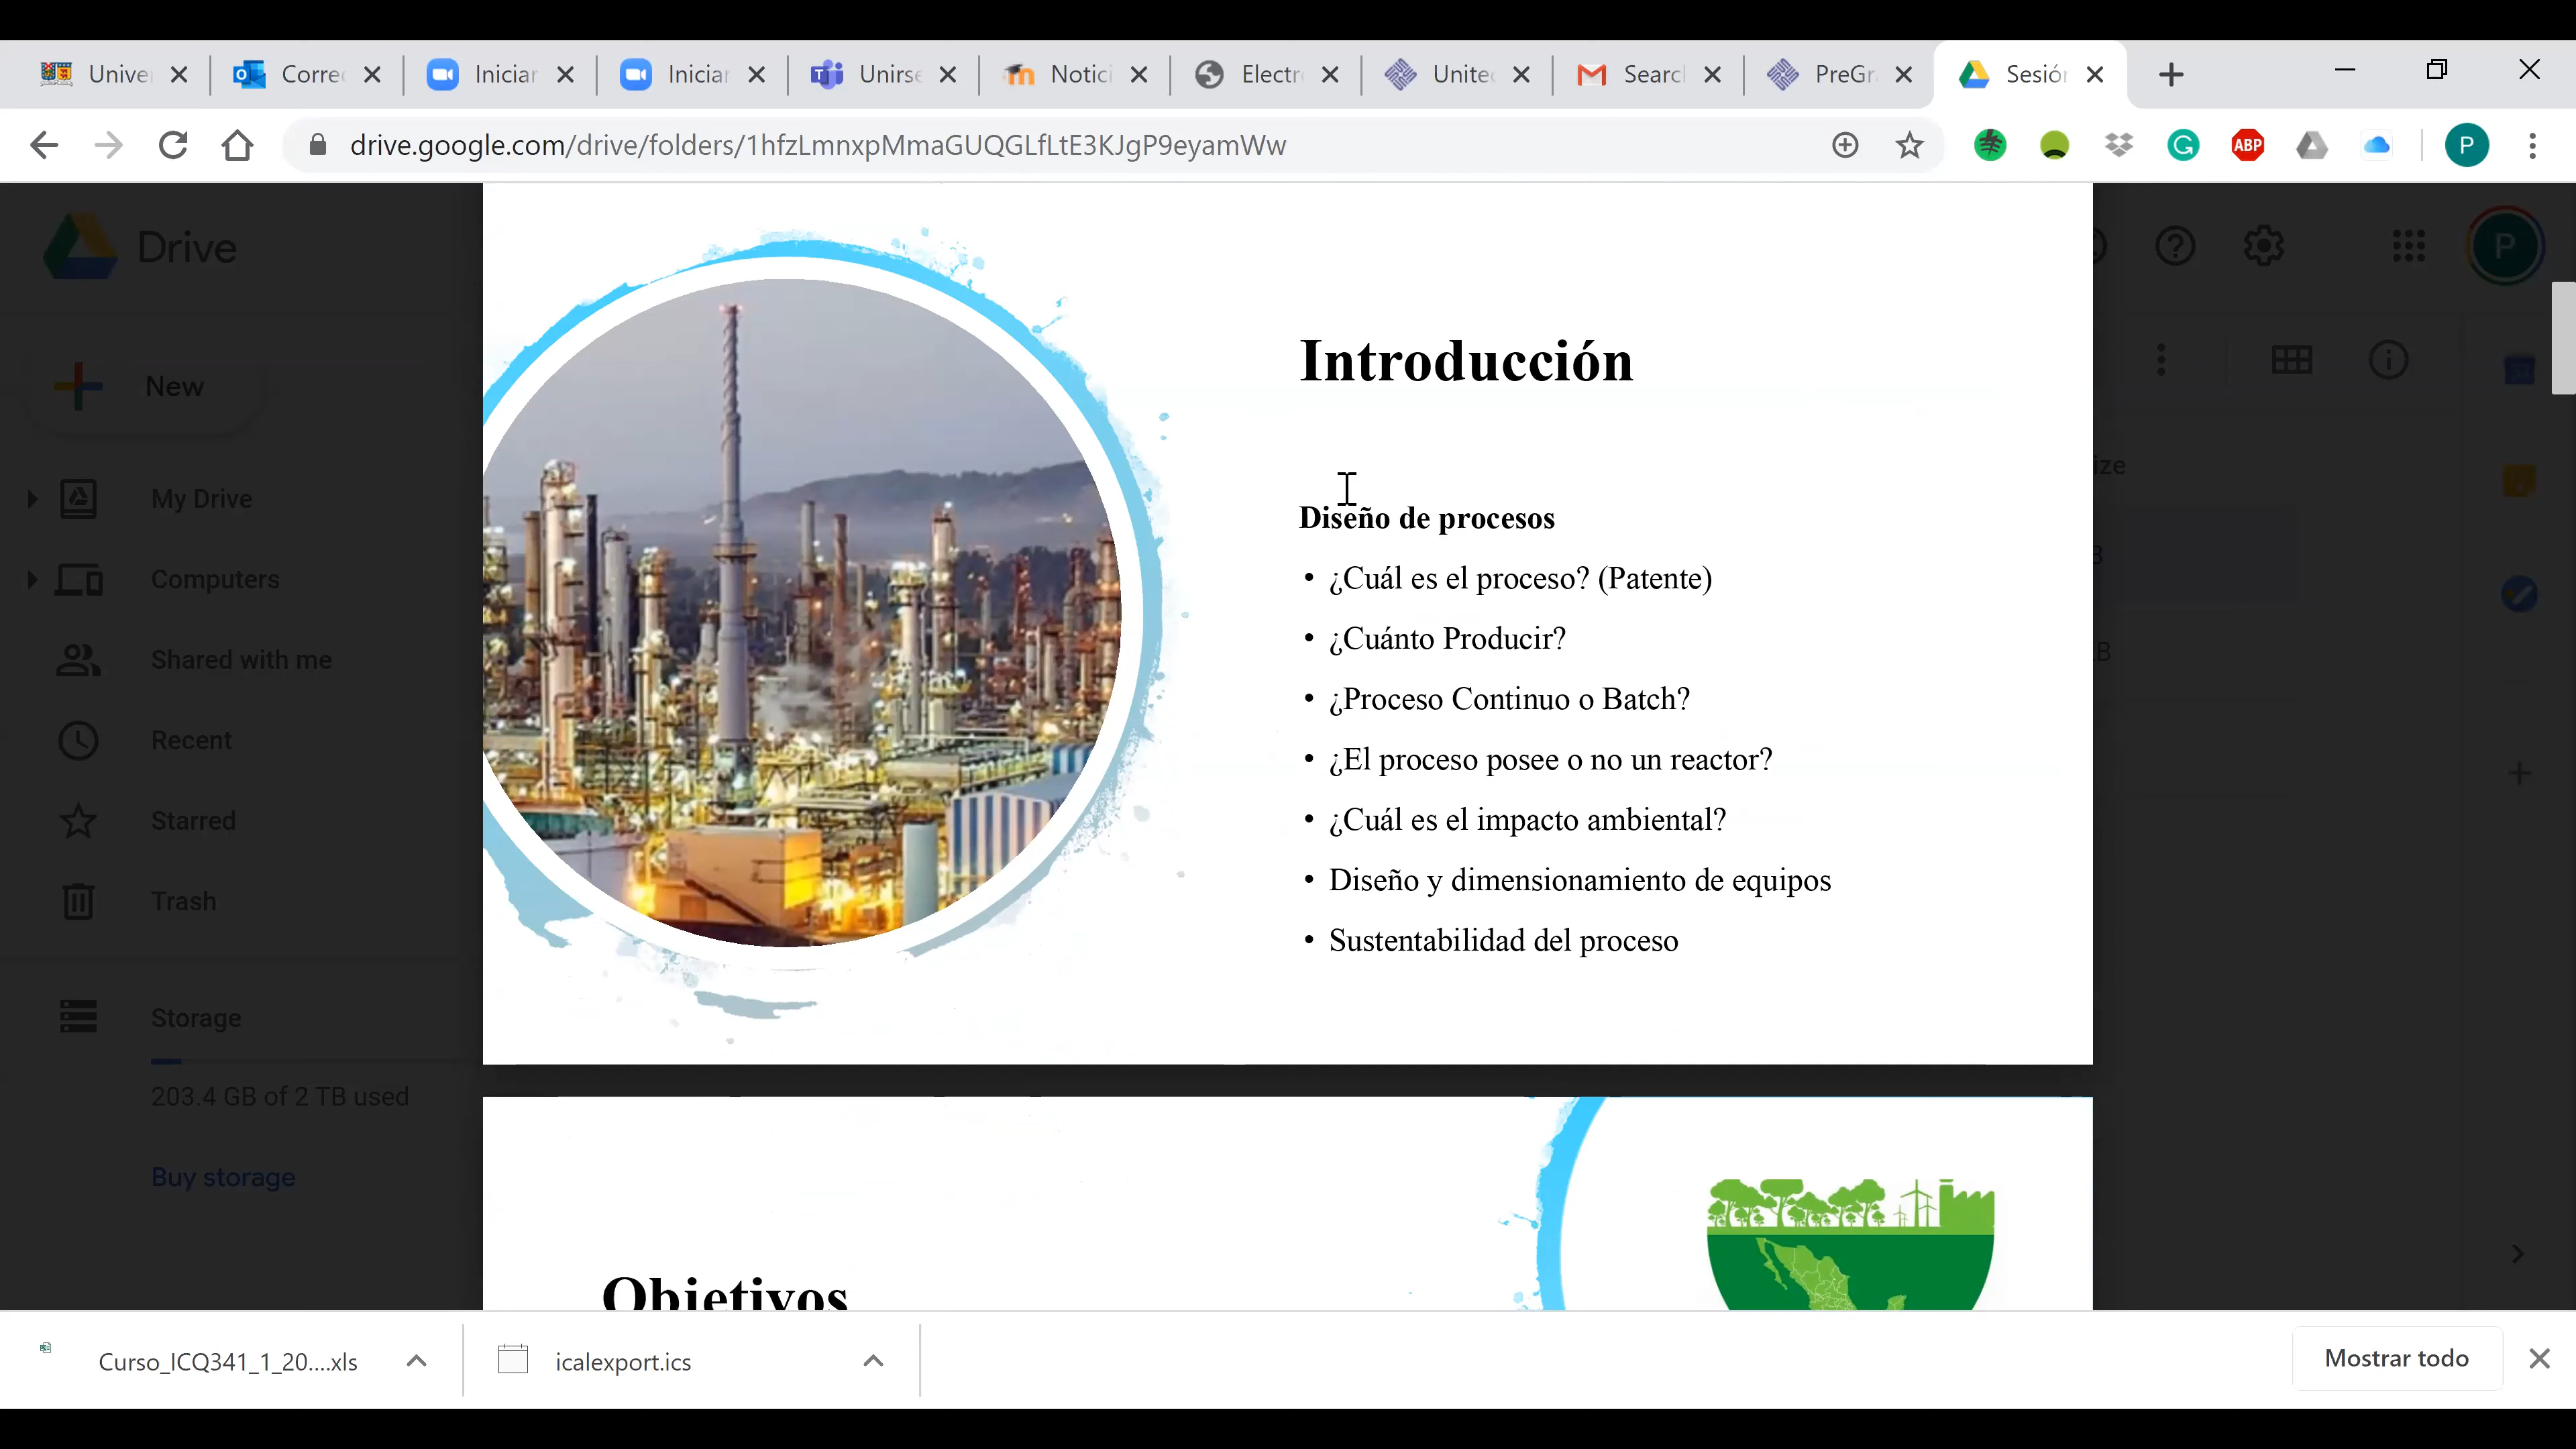 Unive
Corre
Iniciar
Iniciar
Unirse
Notici
Electr
Unite
Searc
PreGr
Sesión
drive.google.com/drive/folders/1hfzLmnxpMmaGUQGLfLtE3KJgP9eyamWw
ABP
P
Drive
P
New
My Drive
Computers
Shared with me
Recent
Starred
Trash
Storage
203.4 GB of 2 TB used
Buy storage
ize
B
B
Introducción
Diseño de procesos
• ¿Cuál es el proceso? (Patente)
• ¿Cuánto Producir?
• ¿Proceso Continuo o Batch?
• ¿El proceso posee o no un reactor?
• ¿Cuál es el impacto ambiental?
• Diseño y dimensionamiento de equipos
• Sustentabilidad del proceso
Objetivos
Curso_ICQ341_1_20....xls
icalexport.ics
Mostrar todo